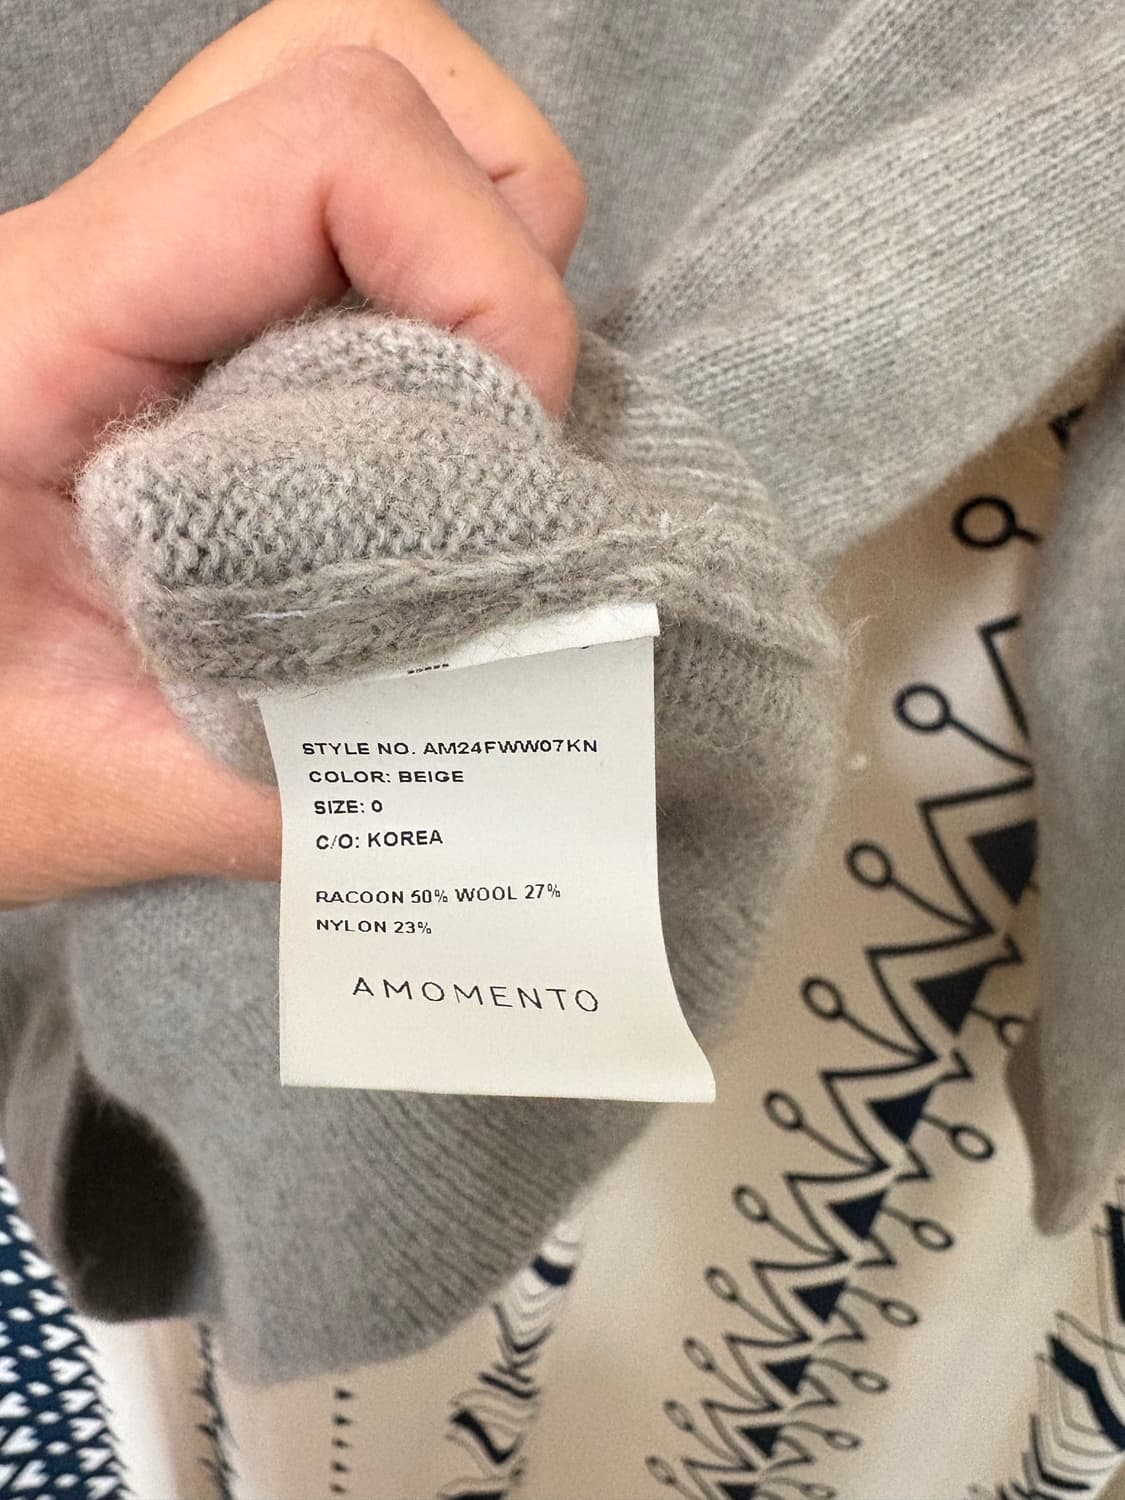 STYLE NO. AM24FWW07KN
COLOR: BEIGE
SIZE: 0
C/O: KOREA
RACOON 50% WOOL 27%
NYLON 23%
AMOMENTO